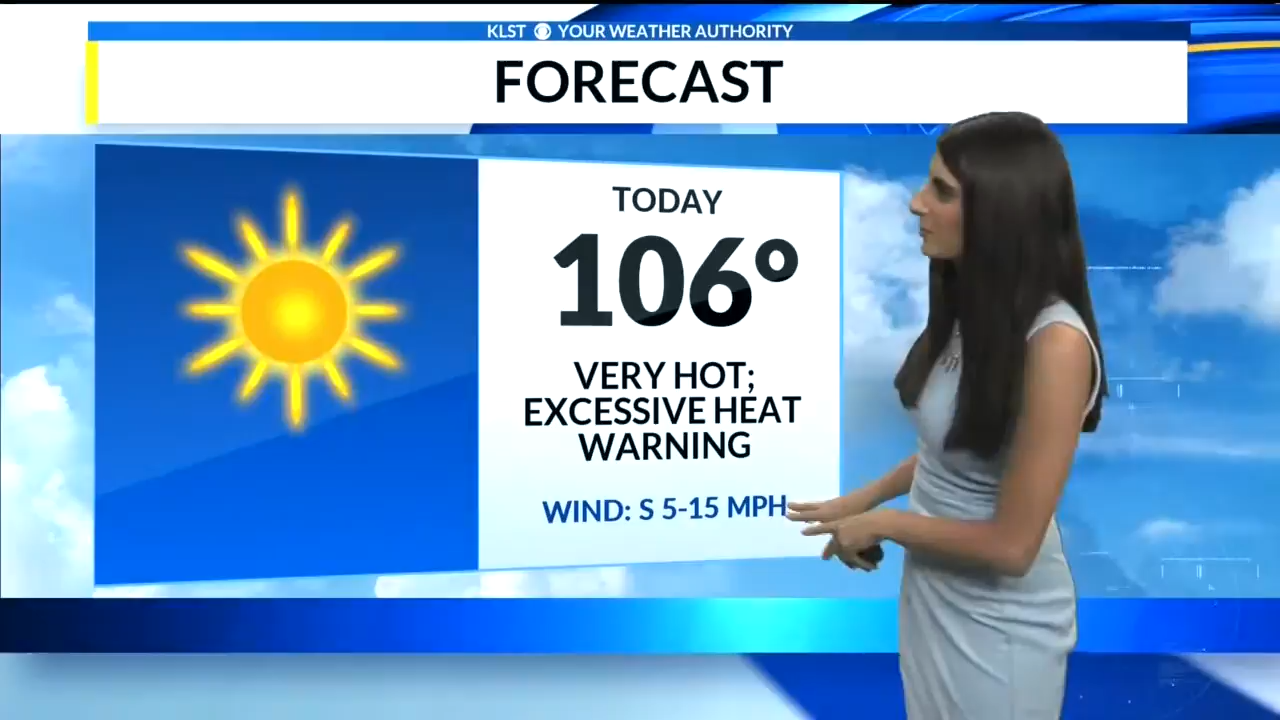 KLST YOUR WEATHER AUTHORITY
FORECAST
TODAY
106°
VERY HOT;
EXCESSIVE HEAT
WARNING
WIND: S 5-15 MPH